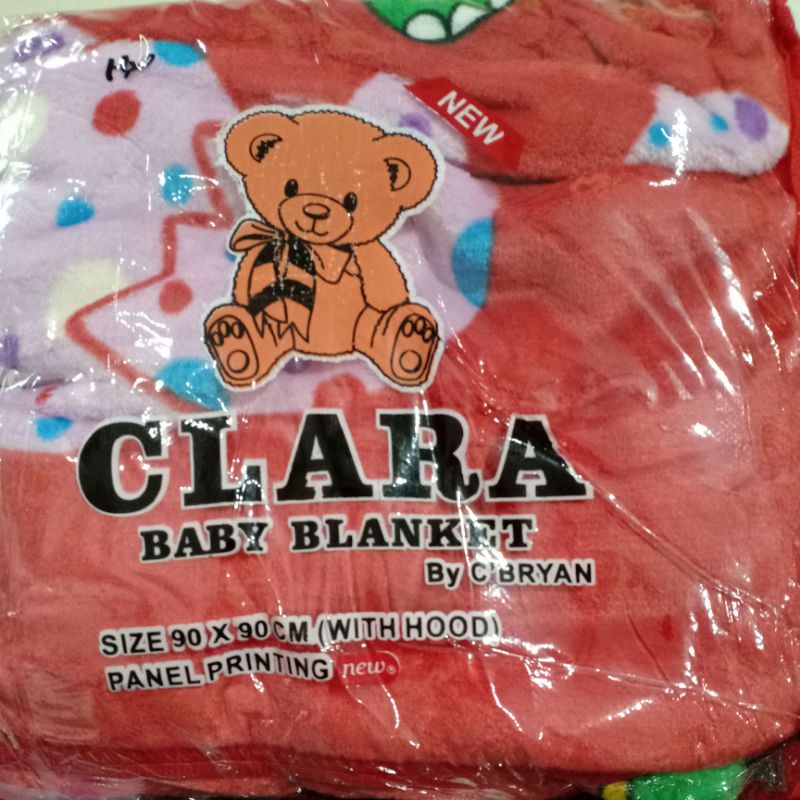 NEW
CLARA
BABY BLANKET
By C'BRYAN
SIZE 90 X 90 CM (WITH HOOD)
PANEL PRINTING new